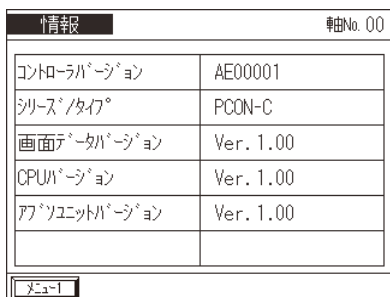 情報 軸No. 00
コントローラバージョン AE00001
シリーズ/タイプ PCON-C
画面データバージョン Ver. 1.00
CPUバージョン Ver. 1.00
アブソユニットバージョン Ver. 1.00
メニュー1